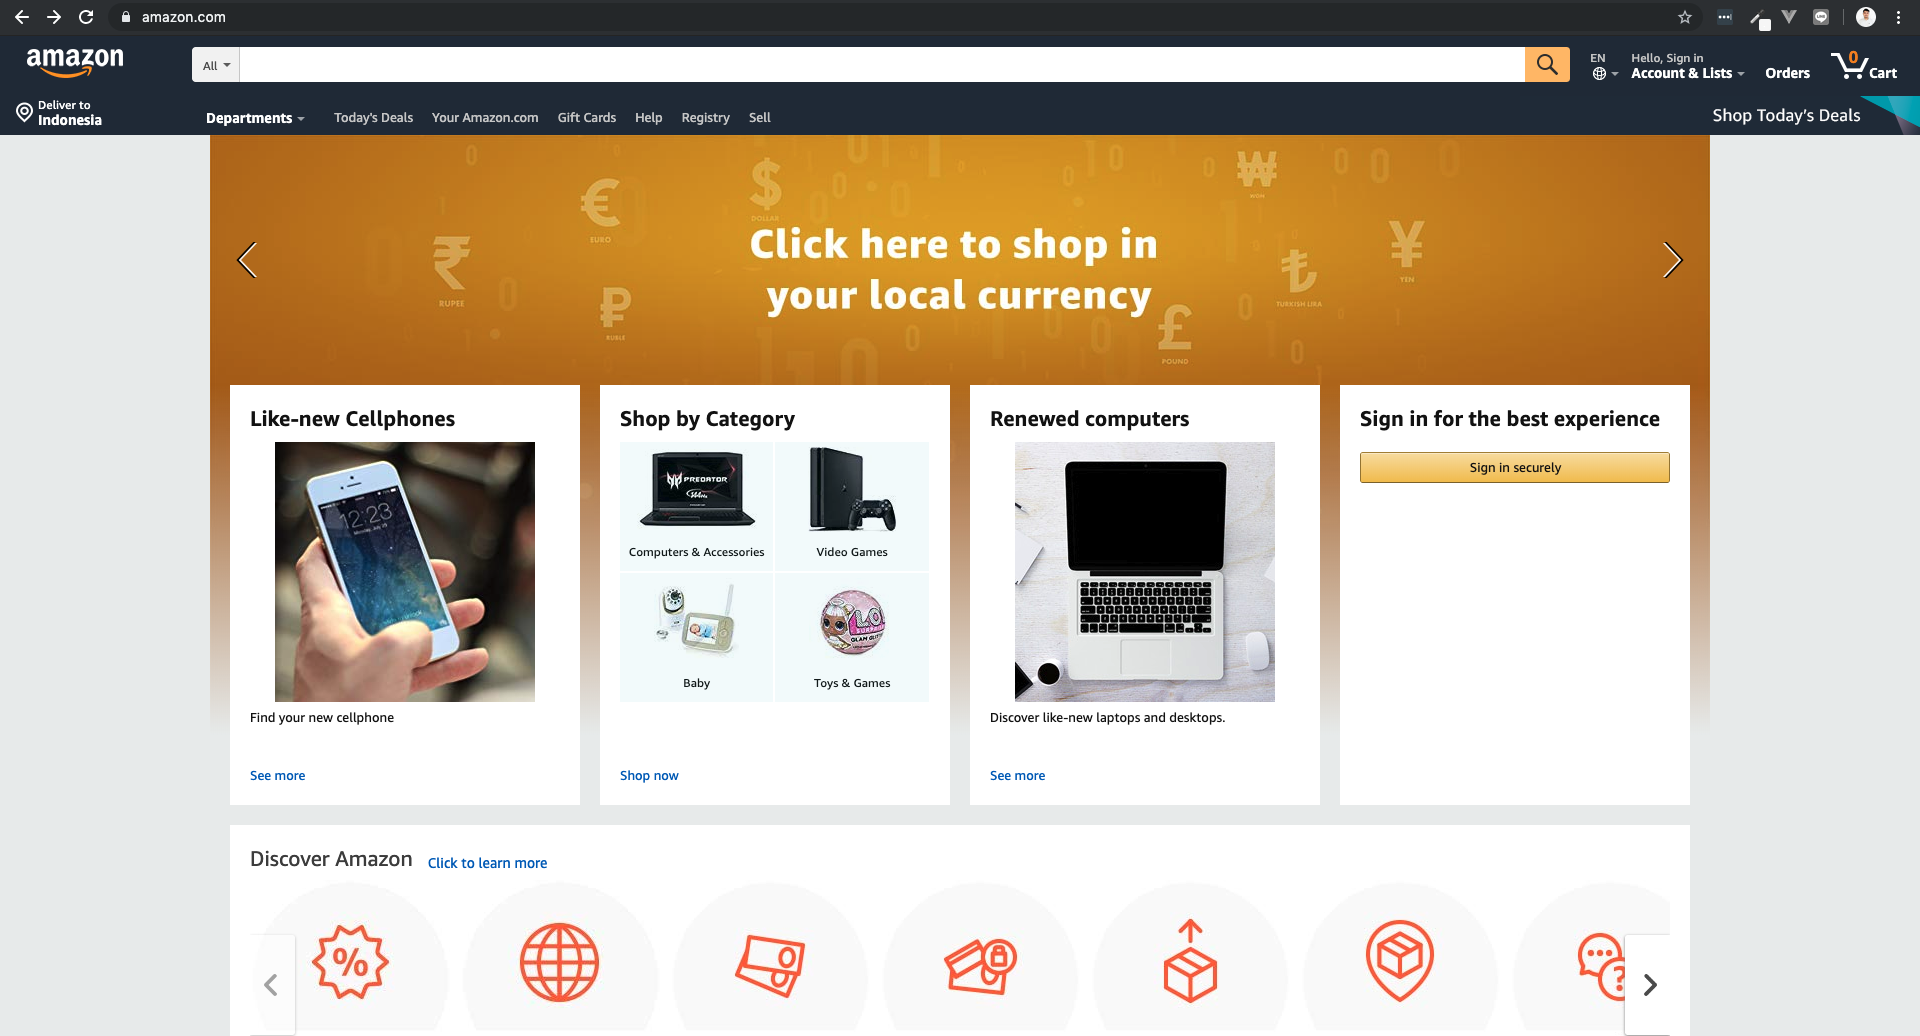 amazon.com
amazon
All
EN
Hello, Sign in
Account & Lists
Orders
0
Cart
Deliver to
Indonesia
Departments
Today's Deals
Your Amazon.com
Gift Cards
Help
Registry
Sell
Shop Today's Deals
Click here to shop in
your local currency
₹
RUPEE
€
EURO
₽
RUBLE
$
DOLLAR
₩
WON
£
POUND
₺
TURKISH LIRA
¥
YEN
Like-new Cellphones
12:23
Find your new cellphone
See more
Shop by Category
PREDATOR
Computers & Accessories
Video Games
Baby
Toys & Games
Shop now
Renewed computers
Discover like-new laptops and desktops.
See more
Sign in for the best experience
Sign in securely
Discover Amazon
Click to learn more
%